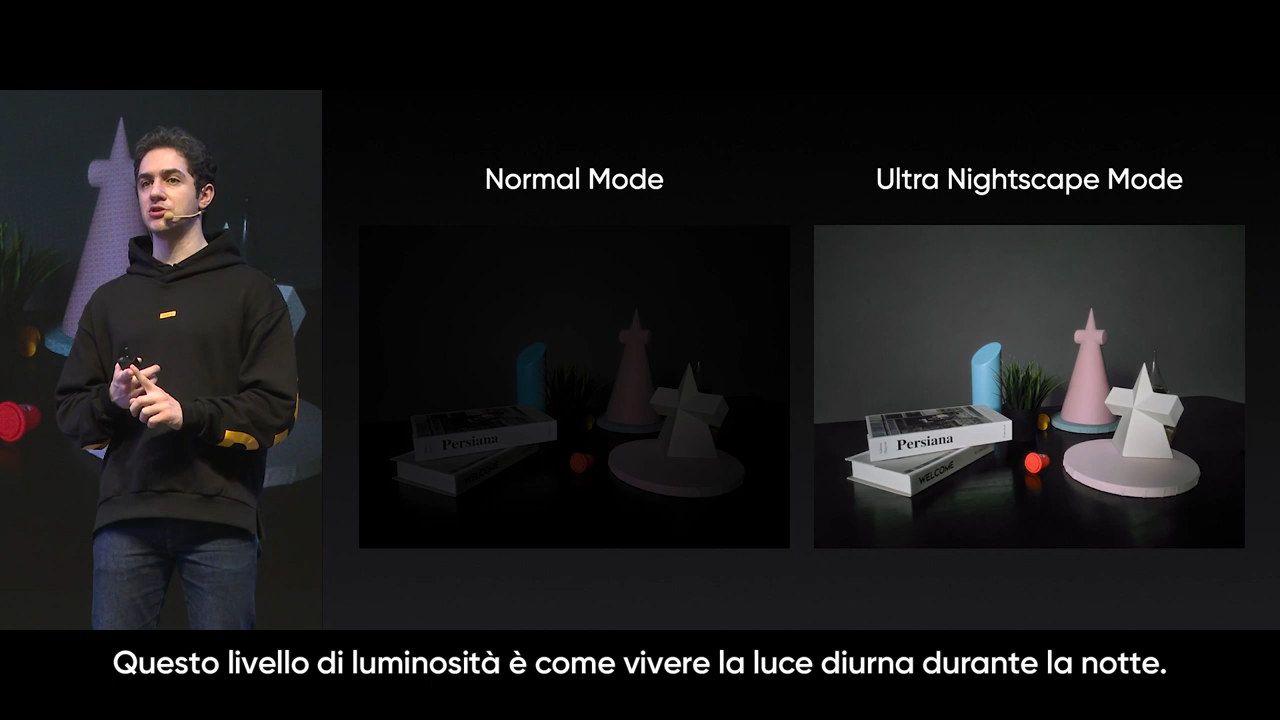 Normal Mode
Ultra Nightscape Mode
Persiana
Persiana
WELCOME
Questo livello di luminosità è come vivere la luce diurna durante la notte.